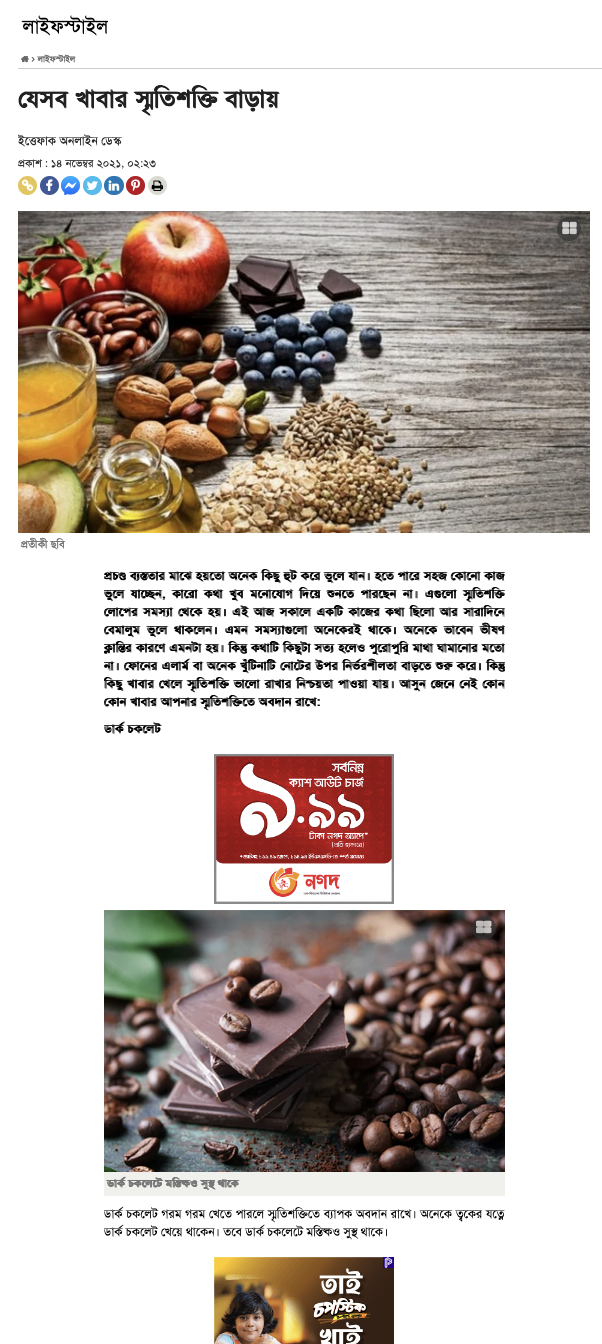 লাইফস্টাইল
লাইফস্টাইল
যেসব খাবার স্মৃতিশক্তি বাড়ায়
ইত্তেফাক অনলাইন ডেস্ক
প্রকাশ : ১৪ নভেম্বর ২০২১, ০২:২৩
প্রতীকী ছবি
প্রচণ্ড ব্যস্ততার মাঝে হয়তো অনেক কিছু হুট করে ভুলে যান। হতে পারে সহজ কোনো কাজ
ভুলে যাচ্ছেন, কারো কথা খুব মনোযোগ দিয়ে শুনতে পারছেন না। এগুলো স্মৃতিশক্তি
লোপের সমস্যা থেকে হয়। এই আজ সকালে একটি কাজের কথা ছিলো আর সারাদিনে
বেমালুম ভুলে থাকলেন। এমন সমস্যাগুলো অনেকেরই থাকে। অনেকে ভাবেন ভীষণ
ক্লান্তির কারণে এমনটা হয়। কিন্তু কথাটি কিছুটা সত্য হলেও পুরোপুরি মাথা ঘামানোর মতো
না। ফোনের এলার্ম বা অনেক খুঁটিনাটি নোটের উপর নির্ভরশীলতা বাড়তে শুরু করে। কিন্তু
কিছু খাবার খেলে স্মৃতিশক্তি ভালো রাখার নিশ্চয়তা পাওয়া যায়। আসুন জেনে নেই কোন
কোন খাবার আপনার স্মৃতিশক্তিতে অবদান রাখে:
ডার্ক চকলেট
সর্বনিম্ন
ক্যাশ আউট চার্জ
৯.৯৯
টাকা নগদ অ্যাপে*
(প্রতি হাজারে)
নগদ
ডার্ক চকলেটে মস্তিষ্কও সুস্থ থাকে
ডার্ক চকলেট গরম গরম খেতে পারলে স্মৃতিশক্তিতে ব্যাপক অবদান রাখে। অনেকে ত্বকের যত্নে
ডার্ক চকলেট খেয়ে থাকেন। তবে ডার্ক চকলেটে মস্তিষ্কও সুস্থ থাকে।
তাই
চপস্টিক
খাই